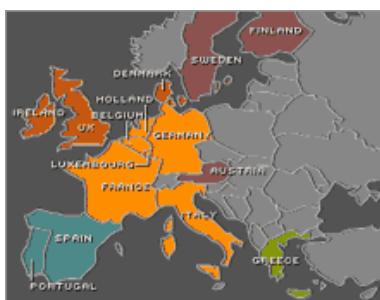 FINLAND
SWEDEN
DENMARK
HOLLAND
IRELAND
BELGIUM
UK
GERMANY
LUXEMBOURG
AUSTRIA
FRANCE
ITALY
SPAIN
GREECE
PORTUGAL